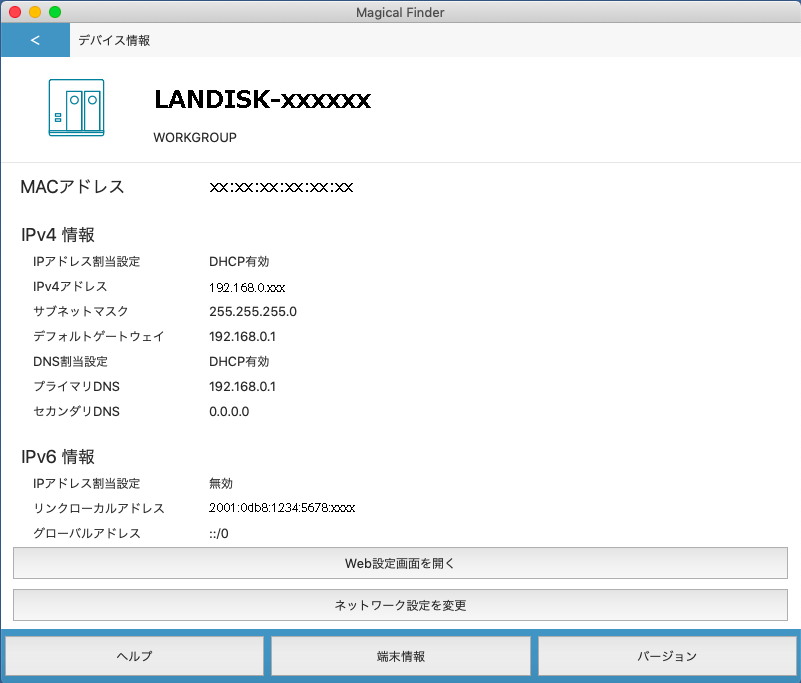 Magical Finder
<
デバイス情報
LANDISK-xxxxxx
WORKGROUP
MACアドレス xx:xx:xx:xx:xx:xx
IPv4 情報
IPアドレス割当設定 DHCP有効
IPv4アドレス 192.168.0.xxx
サブネットマスク 255.255.255.0
デフォルトゲートウェイ 192.168.0.1
DNS割当設定 DHCP有効
プライマリDNS 192.168.0.1
セカンダリDNS 0.0.0.0
IPv6 情報
IPアドレス割当設定 無効
リンクローカルアドレス 2001:0db8:1234:5678:xxxx
グローバルアドレス ::/0
Web設定画面を開く
ネットワーク設定を変更
ヘルプ 端末情報 バージョン